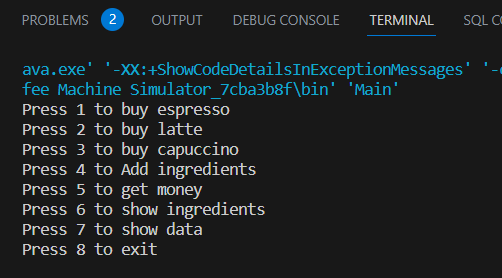 PROBLEMS 2 OUTPUT DEBUG CONSOLE TERMINAL SQL CO
ava.exe' '-XX:+ShowCodeDetailsInExceptionMessages' '-c
fee Machine Simulator_7cba3b8f\bin' 'Main'
Press 1 to buy espresso
Press 2 to buy latte
Press 3 to buy capuccino
Press 4 to Add ingredients
Press 5 to get money
Press 6 to show ingredients
Press 7 to show data
Press 8 to exit